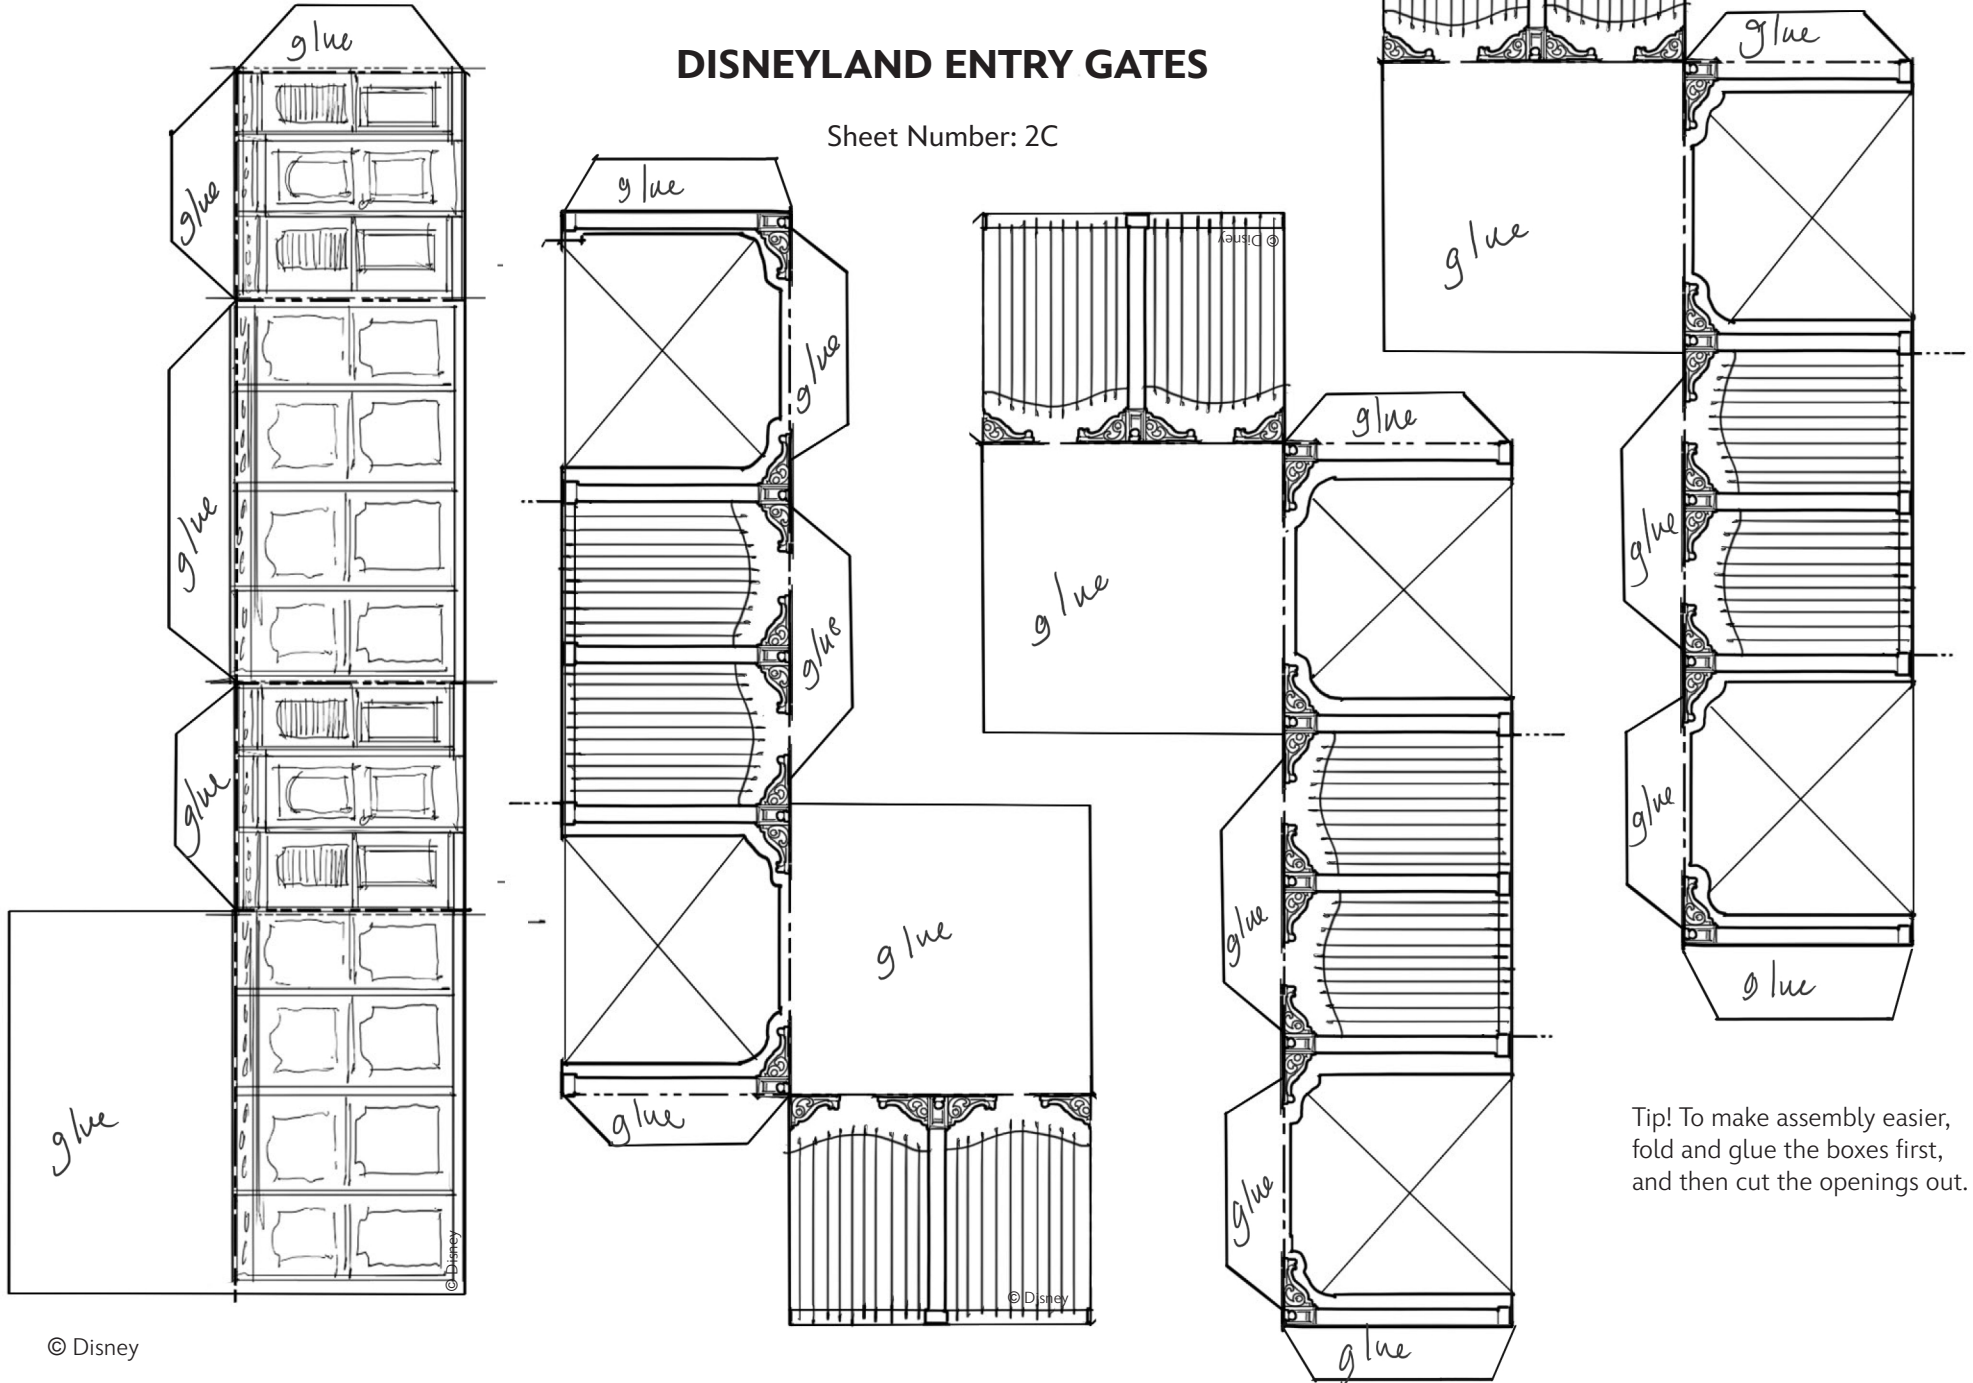 DISNEYLAND ENTRY GATES
Sheet Number: 2C
glue
glue
glue
glue
glue
© Disney
glue
glue
glue
glue
glue
© Disney
© Disney
glue
glue
glue
glue
glue
glue
glue
glue
glue
glue
Tip! To make assembly easier,
fold and glue the boxes first,
and then cut the openings out.
© Disney